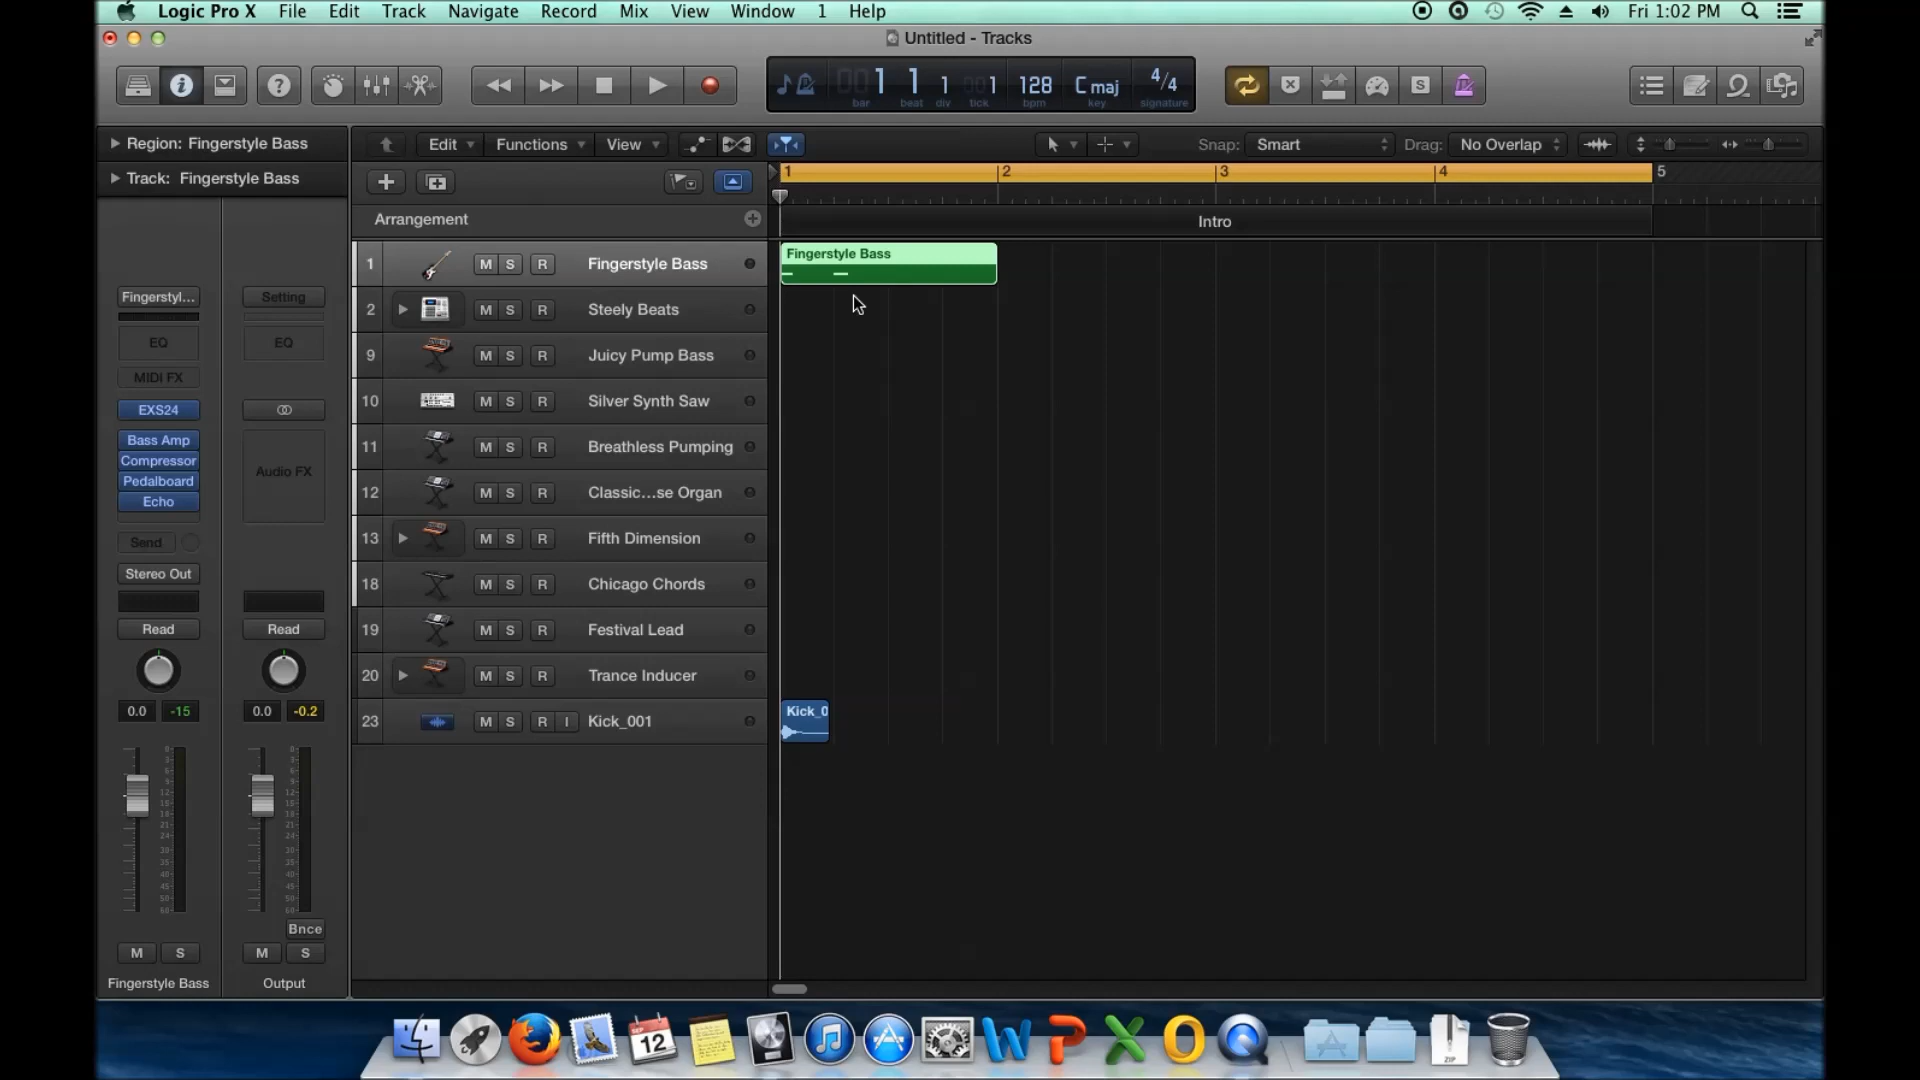 Logic Pro X File Edit Track Navigate Record Mix View Window 1 Help Fri 1:02 PM
Untitled - Tracks
001 1 1 001 128 C maj 4/4
bar beat div tick bpm key signature
Region: Fingerstyle Bass
Edit Functions View Snap: Smart Drag: No Overlap
Track: Fingerstyle Bass
1 2 3 4 5
Arrangement
Intro
1 M S R Fingerstyle Bass
Fingerstyle Bass
2 M S R Steely Beats
9 M S R Juicy Pump Bass
10 M S R Silver Synth Saw
11 M S R Breathless Pumping
12 M S R Classic...se Organ
13 M S R Fifth Dimension
18 M S R Chicago Chords
19 M S R Festival Lead
20 M S R Trance Inducer
23 M S R I Kick_001
Kick_0
Fingerstyl... Setting
EQ EQ
MIDI FX
EXS24
Bass Amp
Compressor
Pedalboard
Echo
Audio FX
Send
Stereo Out
Read Read
0.0 -15 0.0 -0.2
Bnce
M S M S
Fingerstyle Bass Output
SEP
12
ZIP